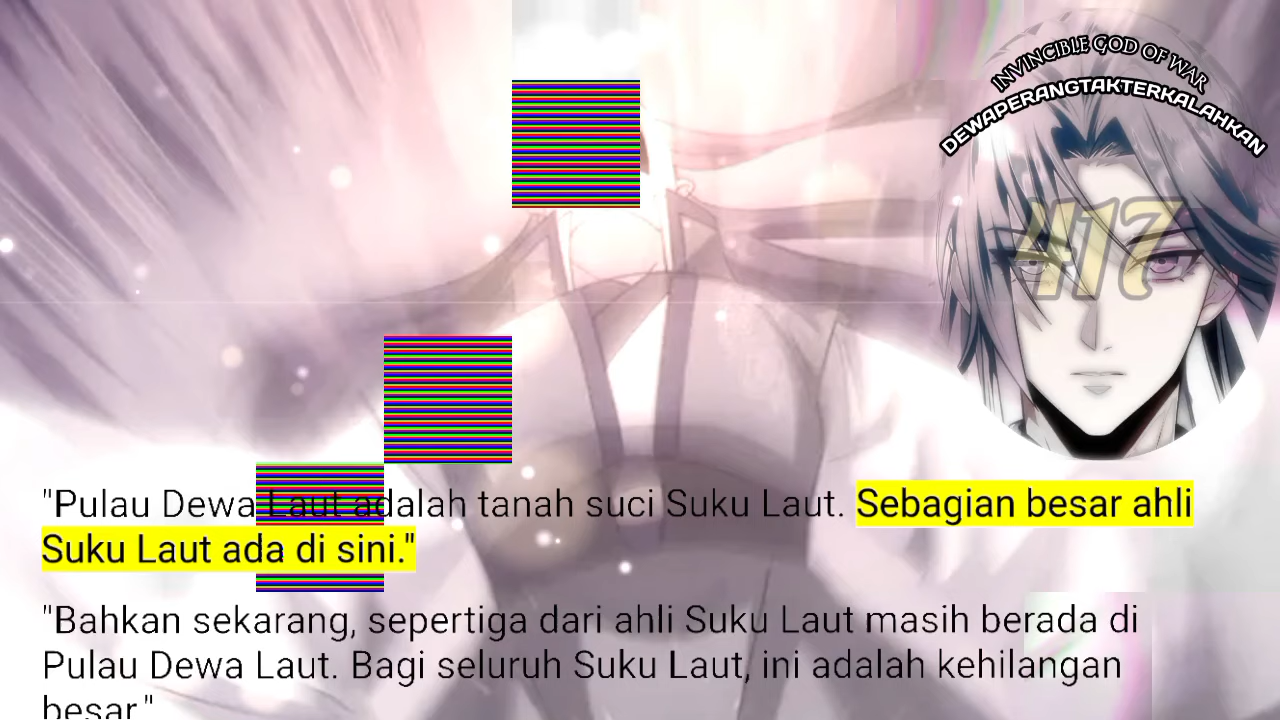 INVINCIBLE GOD OF WAR
DEWAPERANGTAKTERKALAHKAN
417
"Pulau Dewa Laut adalah tanah suci Suku Laut. Sebagian besar ahli
Suku Laut ada di sini."
"Bahkan sekarang, sepertiga dari ahli Suku Laut masih berada di
Pulau Dewa Laut. Bagi seluruh Suku Laut, ini adalah kehilangan
besar."